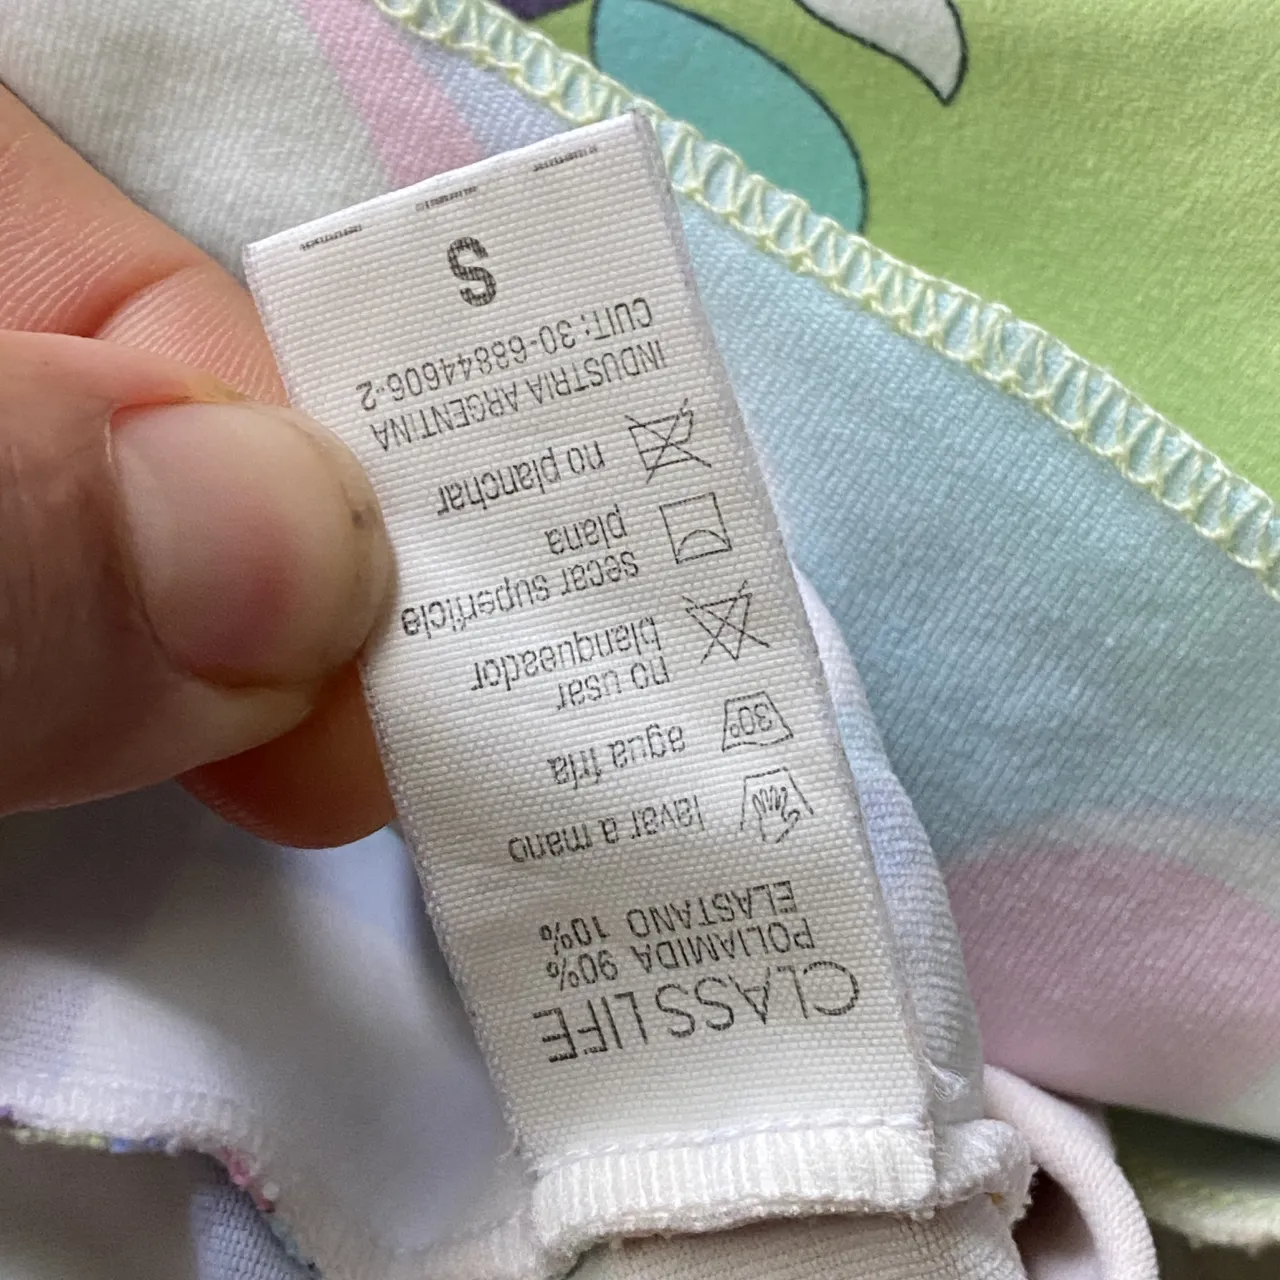 CLASS LIFE
POLIAMIDA 90%
ELASTANO 10%
lavar a mano
30°
agua fría
no usar
blanqueador
secar superficie
plana
no planchar
INDUSTRIA ARGENTINA
CUIT: 30-68844606-2
S